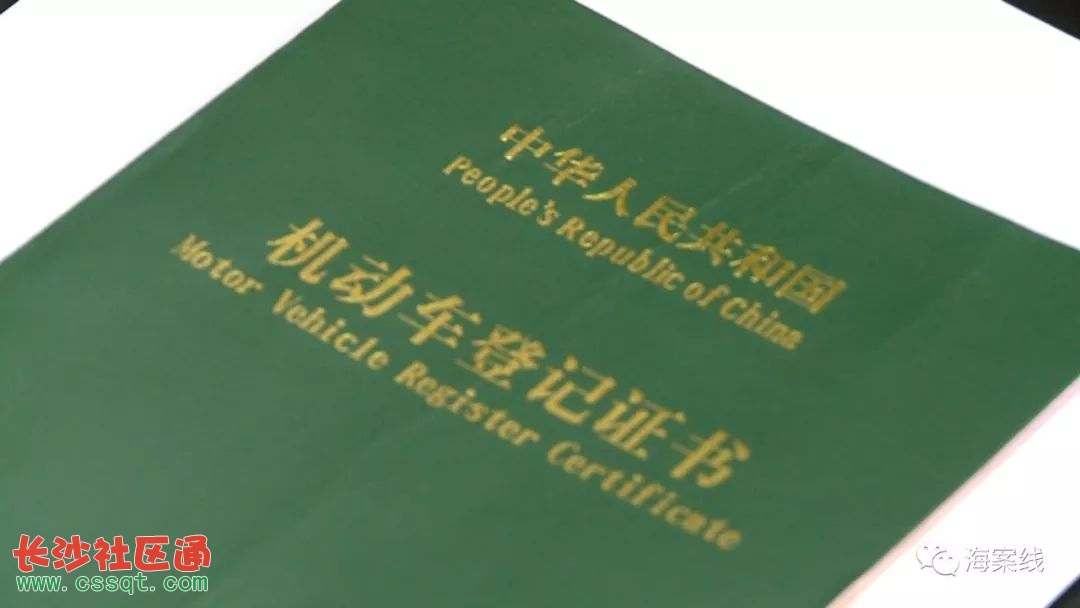 中华人民共和国
People's Republic of China
机动车登记证书
Motor Vehicle Register Certificate
长沙社区通
www.cssqt.com
海案线